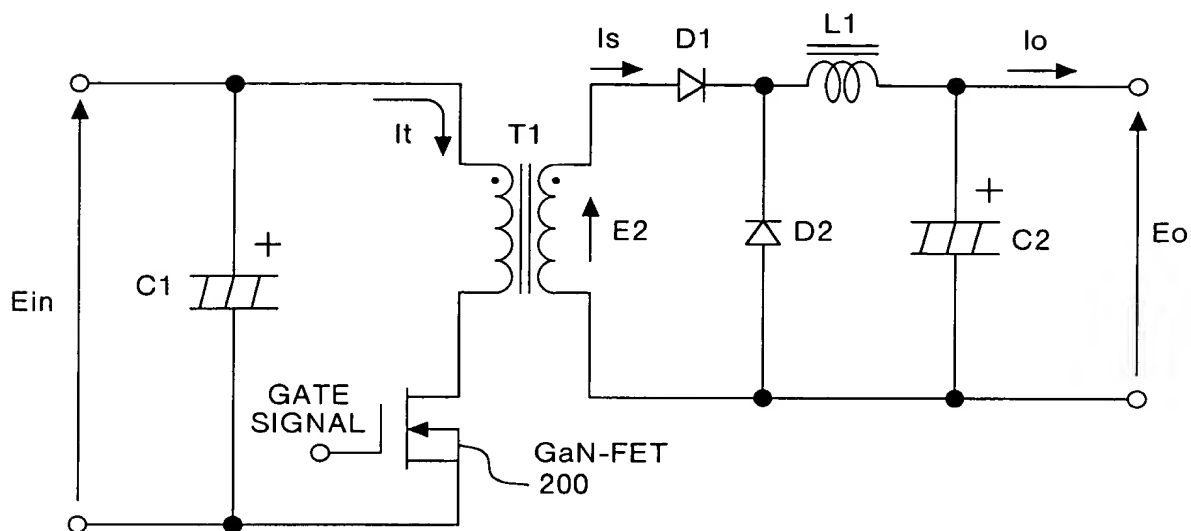 Is
D1
L1
Io
It
T1
Ein
C1
+
E2
D2
+
C2
Eo
GATE
SIGNAL
GaN-FET
200